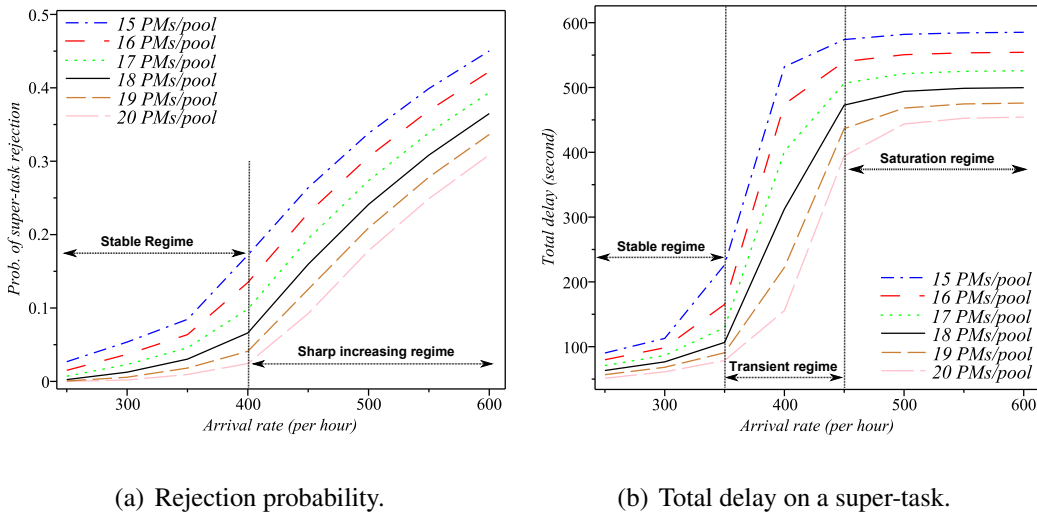 0.5
0.4
0.3
0.2
0.1
0
Prob. of super-task rejection
15 PMs/pool
16 PMs/pool
17 PMs/pool
18 PMs/pool
19 PMs/pool
20 PMs/pool
Stable Regime
Sharp increasing regime
300
400
500
600
Arrival rate (per hour)
(a) Rejection probability.
600
500
400
300
200
100
Total delay (second)
Saturation regime
Stable regime
Transient regime
15 PMs/pool
16 PMs/pool
17 PMs/pool
18 PMs/pool
19 PMs/pool
20 PMs/pool
300
400
500
600
Arrival rate (per hour)
(b) Total delay on a super-task.